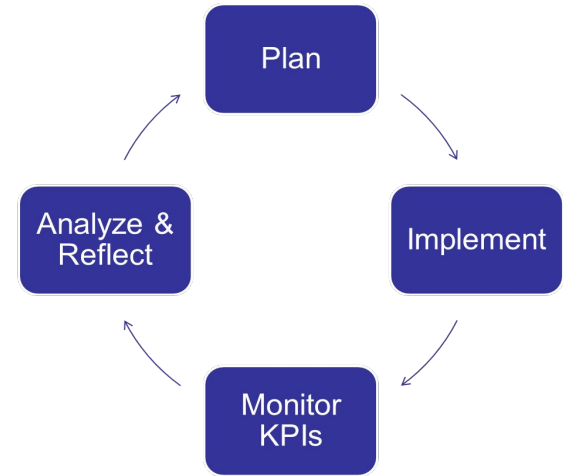 Plan
Implement
Monitor
KPIs
Analyze &
Reflect